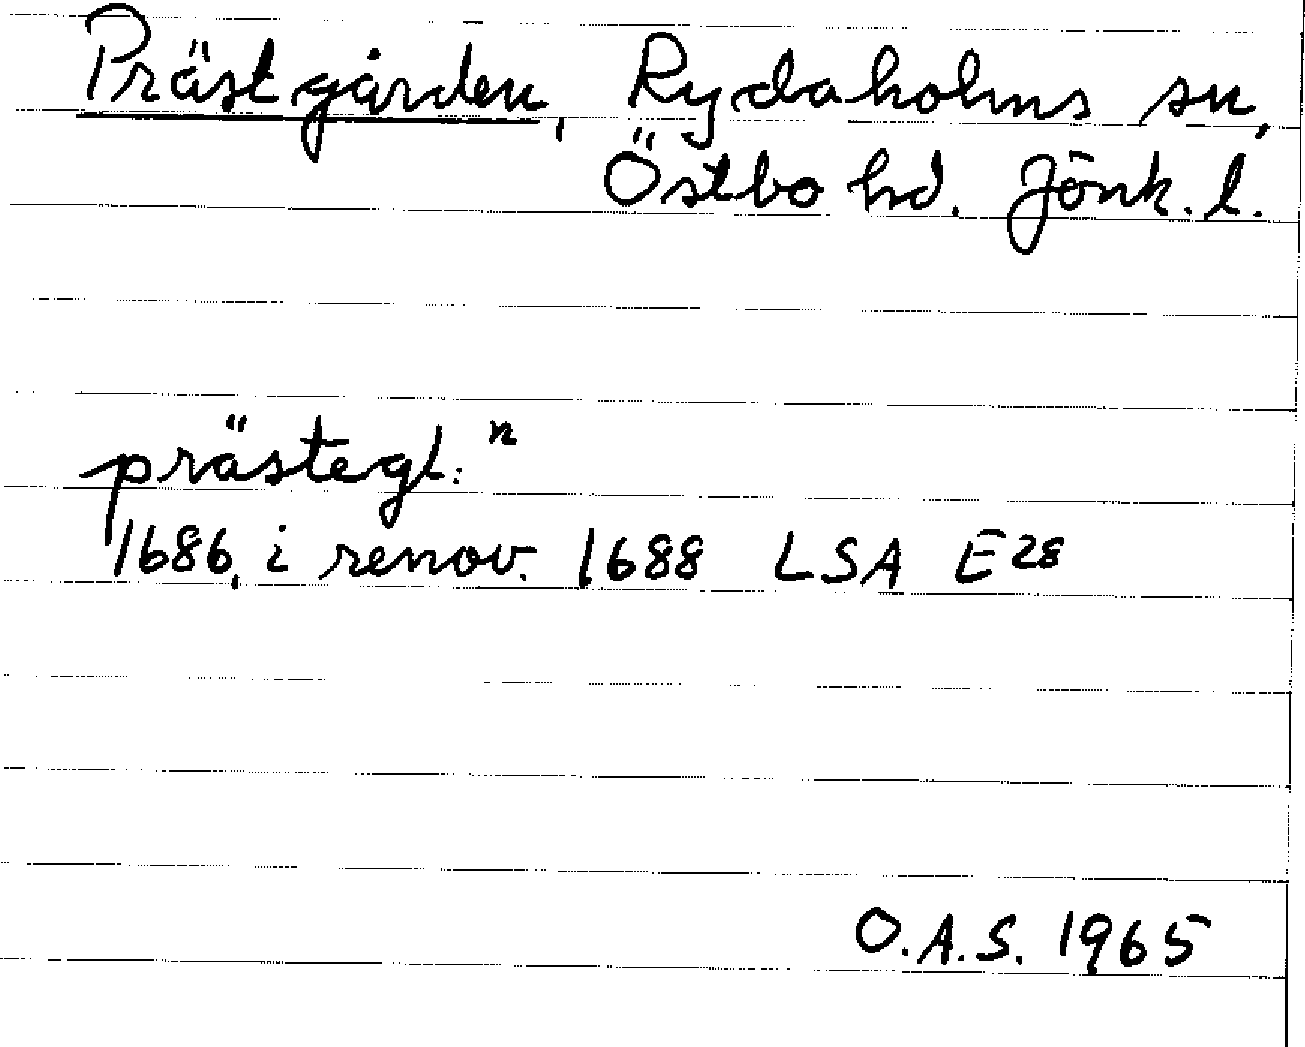 Prästgården, Rydaholms sn,
Östbo hd. Jönk. l.
prästegl:n
1686, i renov. 1688 LSA E28
O.A.S. 1965